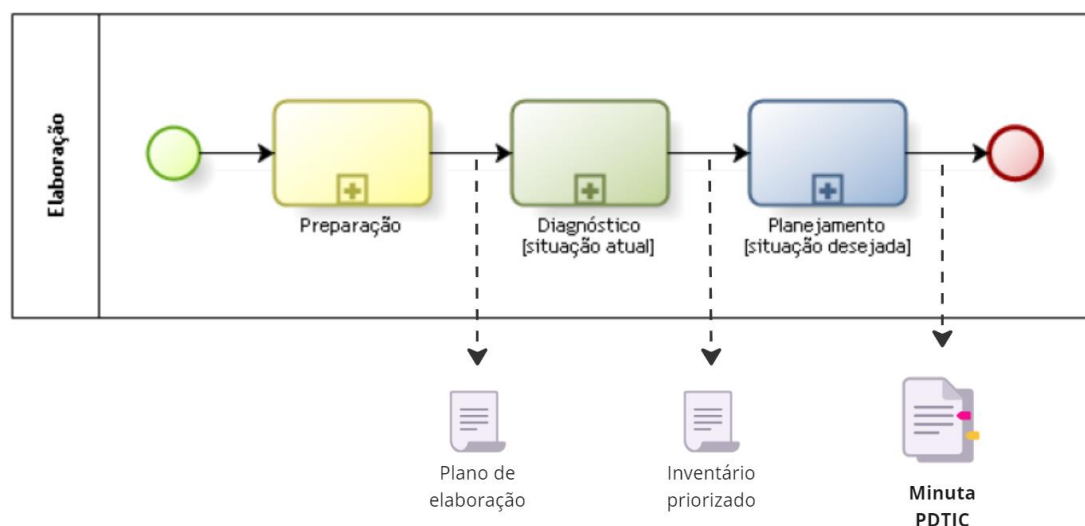 Elaboração
Preparação
Diagnóstico
[situação atual]
Planejamento
[situação desejada]
Plano de
elaboração
Inventário
priorizado
Minuta
PDTIC